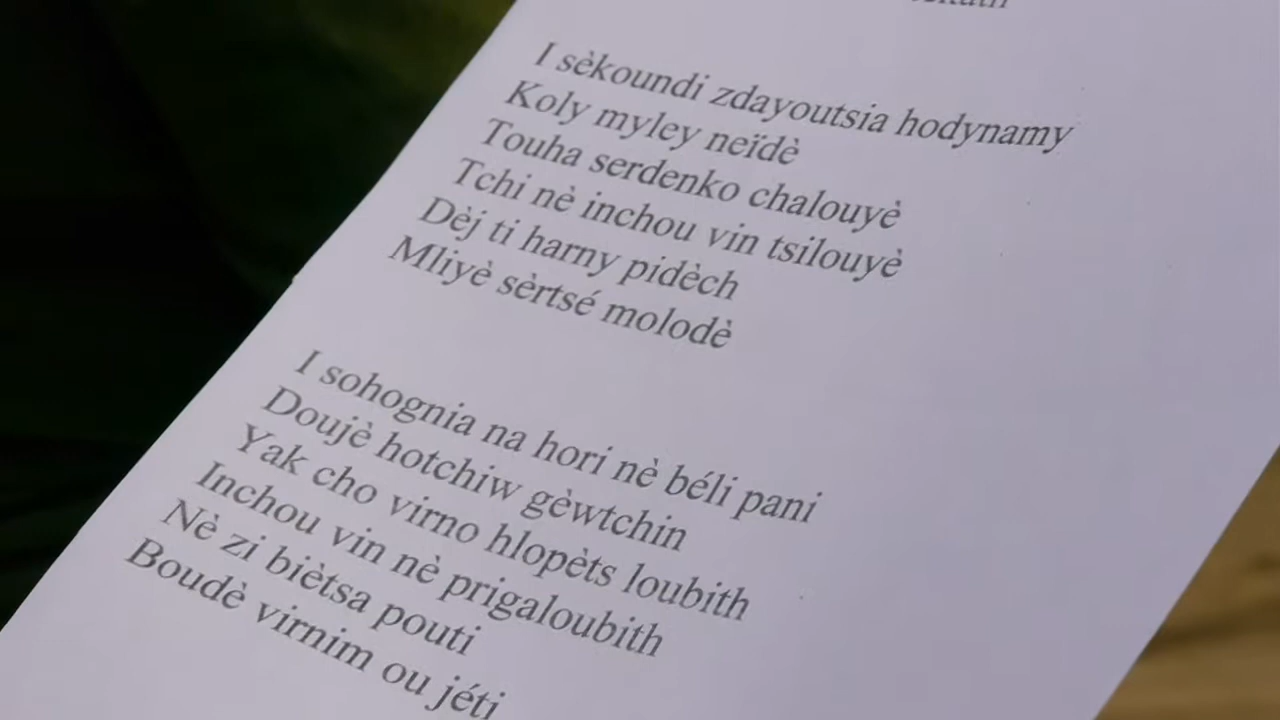 I sèkoundi zdayoutsia hodynamy
Koly myley neïdè
Touha serdenko chalouyè
Tchi nè inchou vin tsilouyè
Dèj ti harny pidèch
Mliyè sèrtsé molodè
I sohognia na hori nè béli pani
Doujè hotchiw gèwtchin
Yak cho virno hlopèts loubith
Inchou vin nè prigaloubith
Nè zi biètsa pouti
Boudè virnim ou jéti